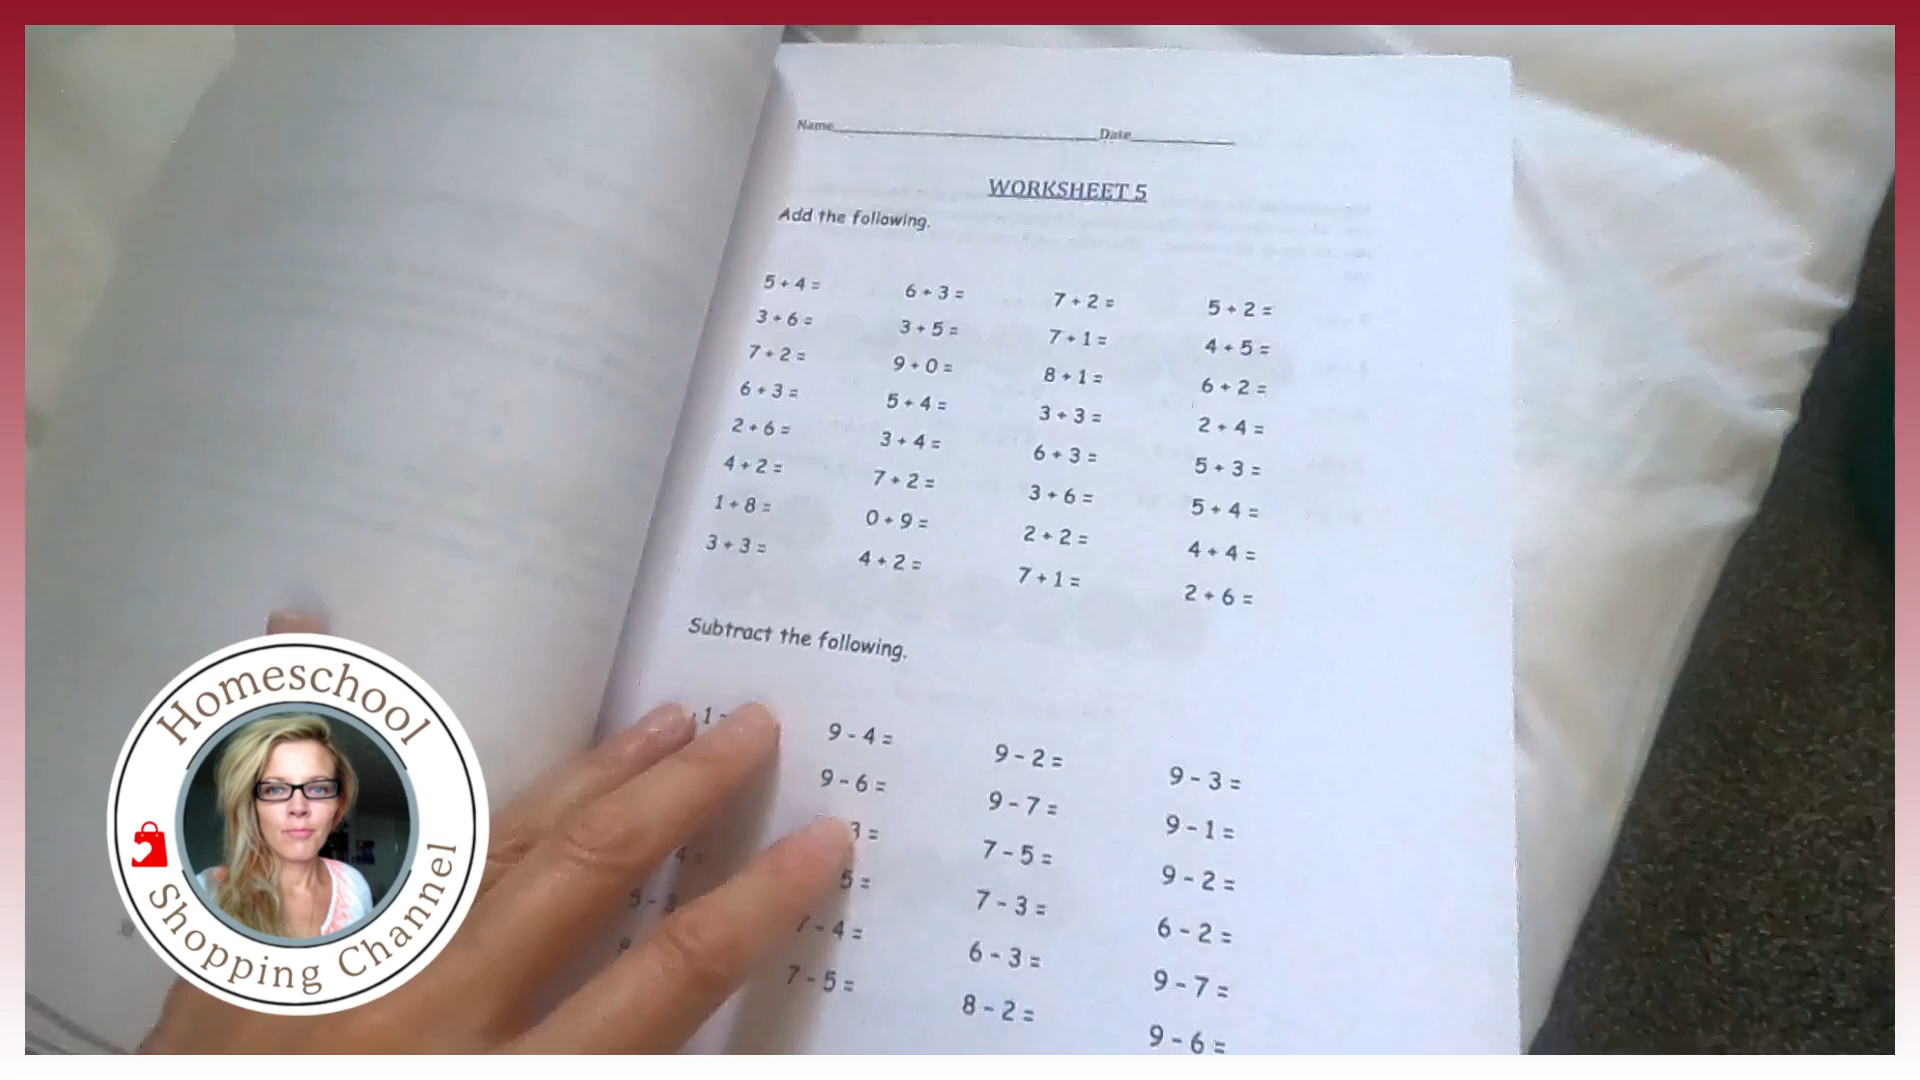 Name Date
WORKSHEET 5
Add the following.
5 + 4 = 6 + 3 = 7 + 2 = 5 + 2 =
3 + 6 = 3 + 5 = 7 + 1 = 4 + 5 =
7 + 2 = 9 + 0 = 8 + 1 = 6 + 2 =
6 + 3 = 5 + 4 = 3 + 3 = 2 + 4 =
2 + 6 = 3 + 4 = 6 + 3 = 5 + 3 =
4 + 2 = 7 + 2 = 3 + 6 = 5 + 4 =
1 + 8 = 0 + 9 = 2 + 2 = 4 + 4 =
3 + 3 = 4 + 2 = 7 + 1 = 2 + 6 =
Subtract the following.
1 = 9 - 4 = 9 - 2 = 9 - 3 =
9 - 6 = 9 - 7 = 9 - 1 =
3 = 7 - 5 = 9 - 2 =
4 = 5 = 7 - 3 = 6 - 2 =
- 3 7 - 4 = 6 - 3 = 9 - 7 =
7 - 5 = 8 - 2 = 9 - 6 =
Homeschool
Shopping Channel